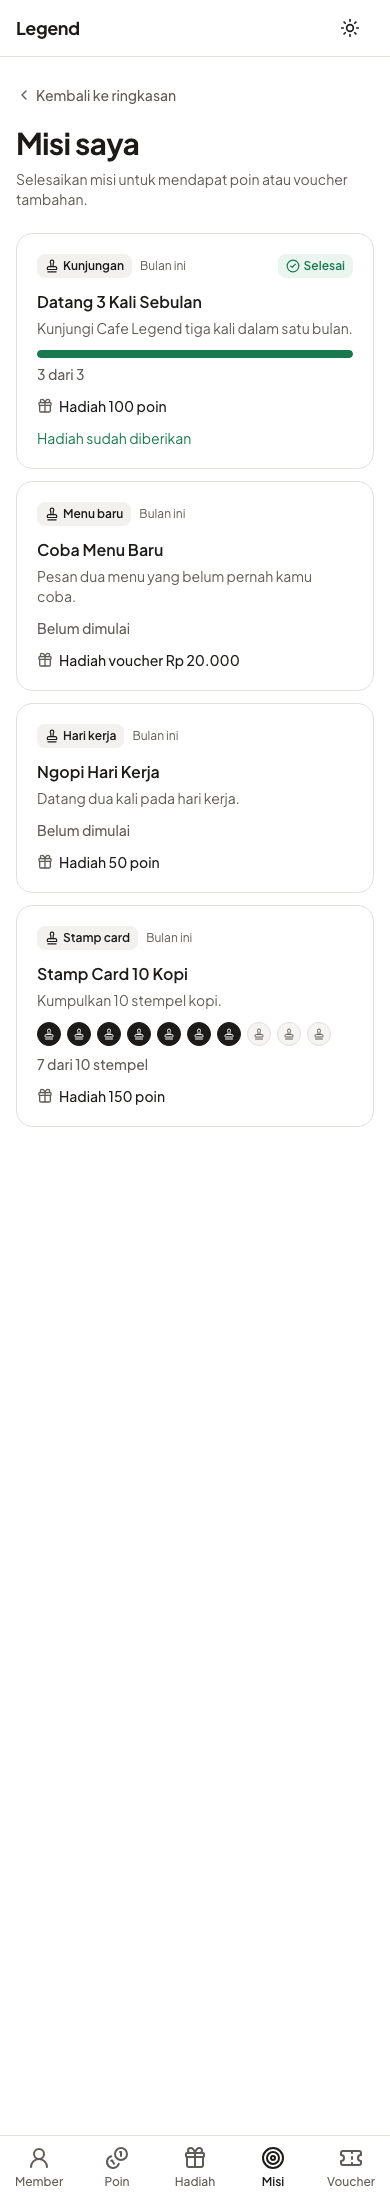 Legend
Kembali ke ringkasan
Misi saya
Selesaikan misi untuk mendapat poin atau voucher
tambahan.
Kunjungan Bulan ini Selesai
Datang 3 Kali Sebulan
Kunjungi Cafe Legend tiga kali dalam satu bulan.
3 dari 3
Hadiah 100 poin
Hadiah sudah diberikan
Menu baru Bulan ini
Coba Menu Baru
Pesan dua menu yang belum pernah kamu
coba.
Belum dimulai
Hadiah voucher Rp 20.000
Hari kerja Bulan ini
Ngopi Hari Kerja
Datang dua kali pada hari kerja.
Belum dimulai
Hadiah 50 poin
Stamp card Bulan ini
Stamp Card 10 Kopi
Kumpulkan 10 stempel kopi.
7 dari 10 stempel
Hadiah 150 poin
Member Poin Hadiah Misi Voucher